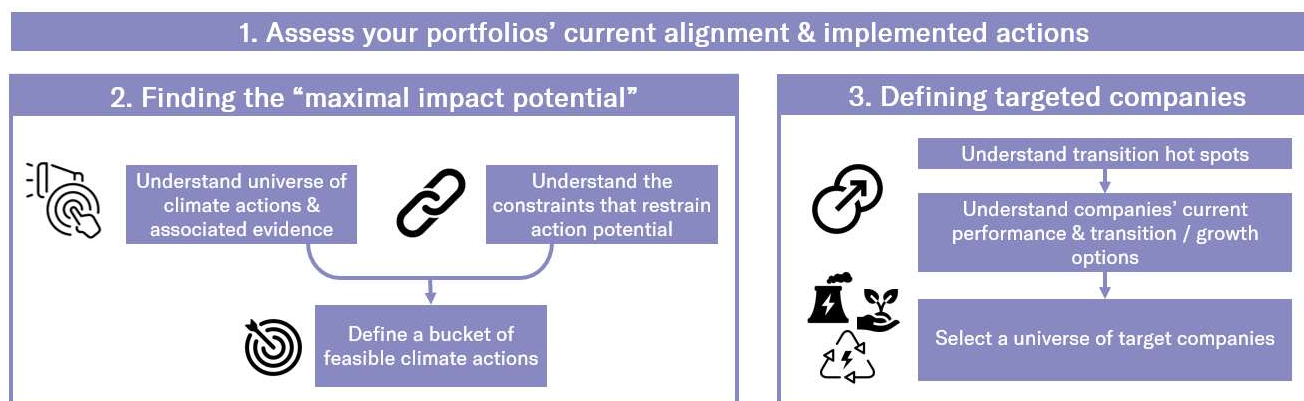 1. Assess your portfolios’ current alignment & implemented actions
2. Finding the “maximal impact potential”
Understand universe of
climate actions &
associated evidence
Understand the
constraints that restrain
action potential
Define a bucket of
feasible climate actions
3. Defining targeted companies
Understand transition hot spots
Understand companies’ current
performance & transition / growth
options
Select a universe of target companies